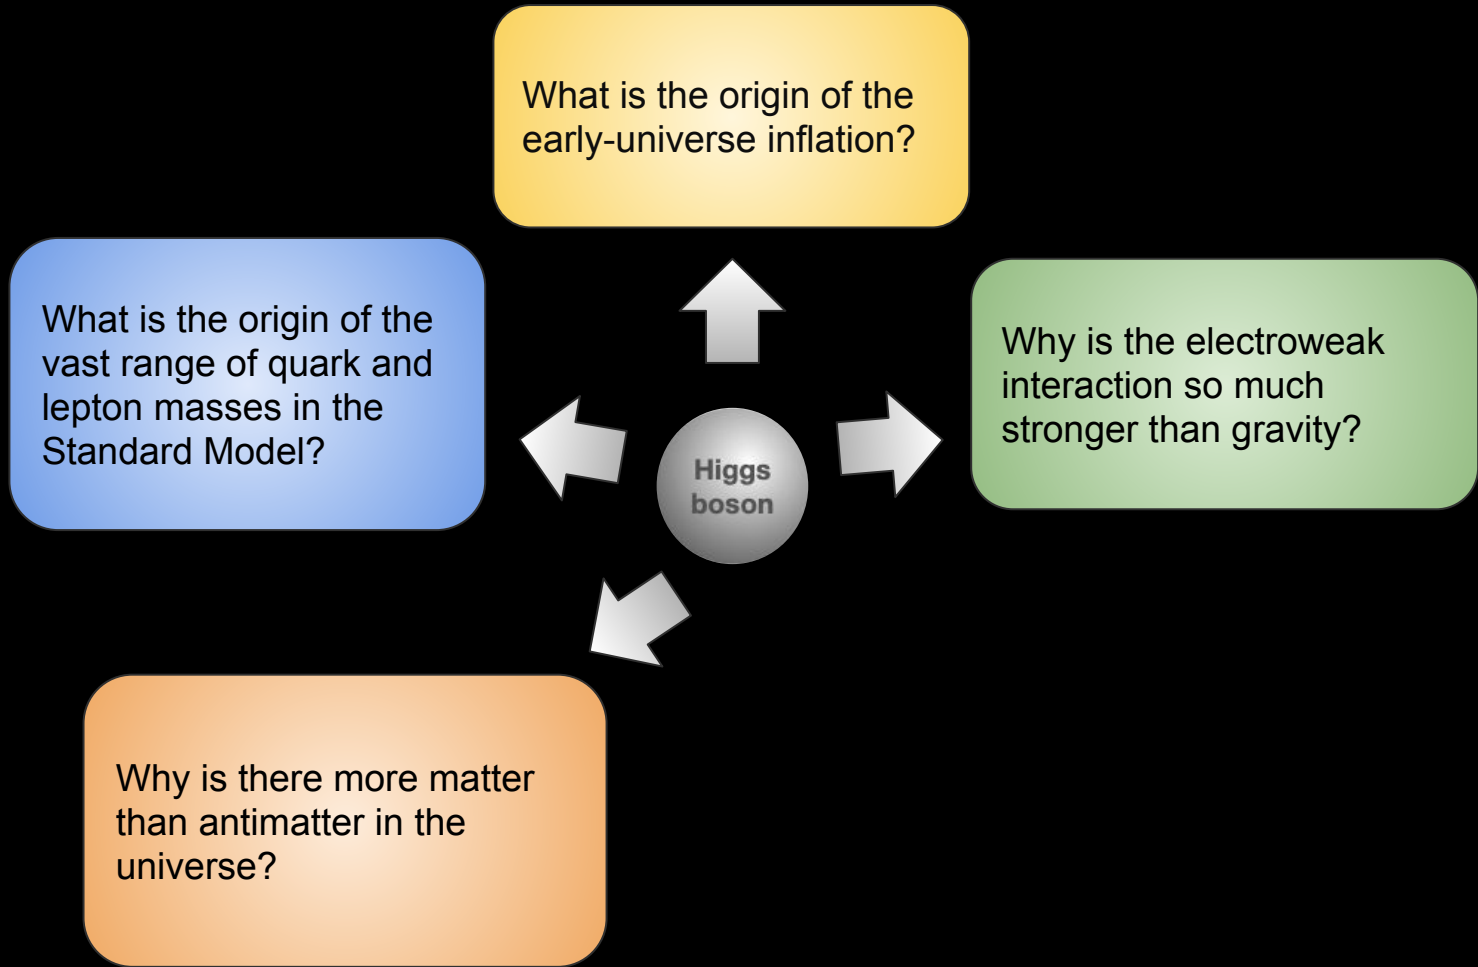 What is the origin of the
early-universe inflation?
What is the origin of the
vast range of quark and
lepton masses in the
Standard Model?
Why is the electroweak
interaction so much
stronger than gravity?
Higgs
boson
Why is there more matter
than antimatter in the
universe?